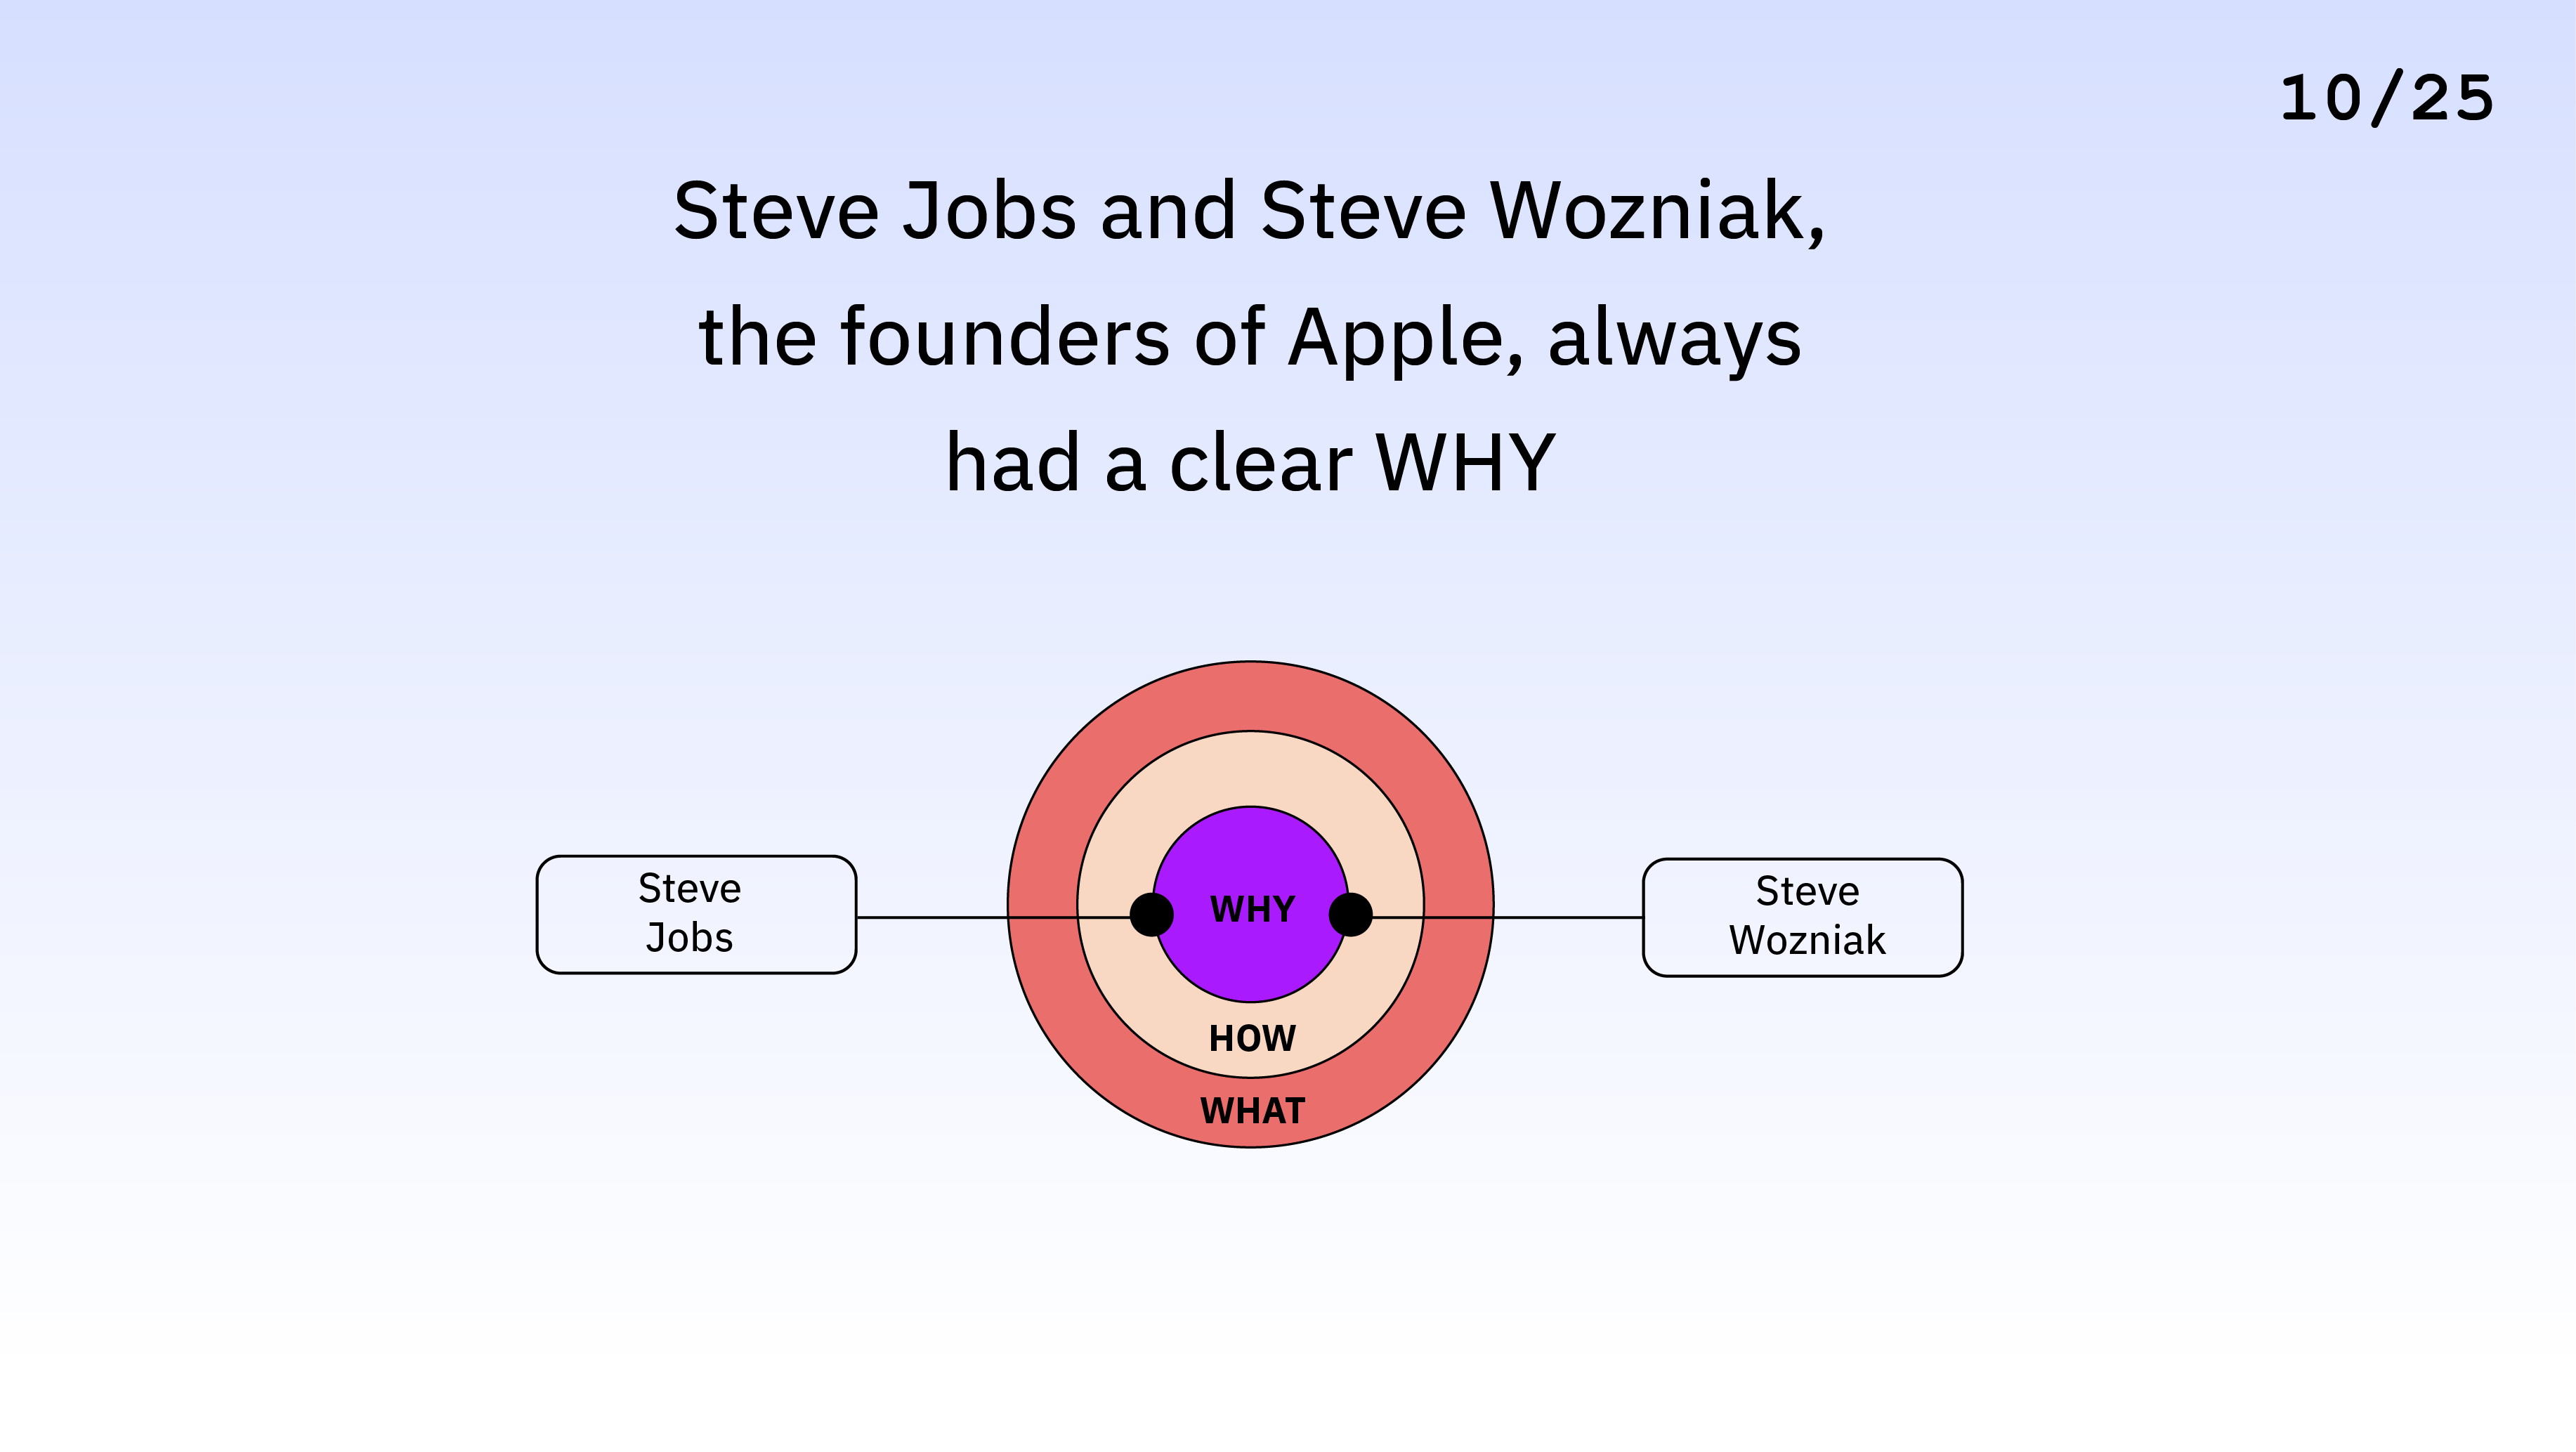 10/25
Steve Jobs and Steve Wozniak,
the founders of Apple, always
had a clear WHY
Steve
Jobs
WHY
Steve
Wozniak
HOW
WHAT